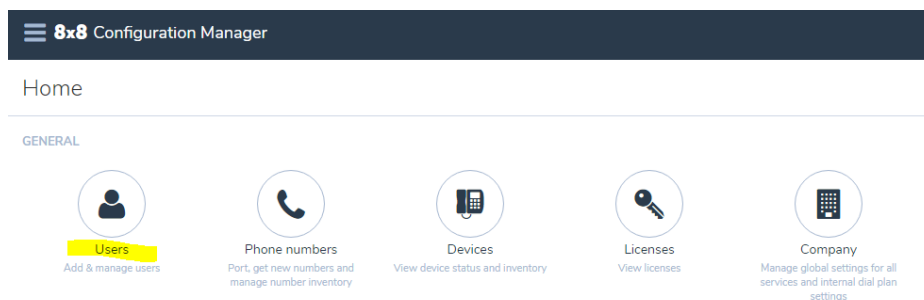 8x8 Configuration Manager
Home
GENERAL
Users
Add & manage users
Phone numbers
Port, get new numbers and
manage number inventory
Devices
View device status and inventory
Licenses
View licenses
Company
Manage global settings for all
services and internal dial plan
settings